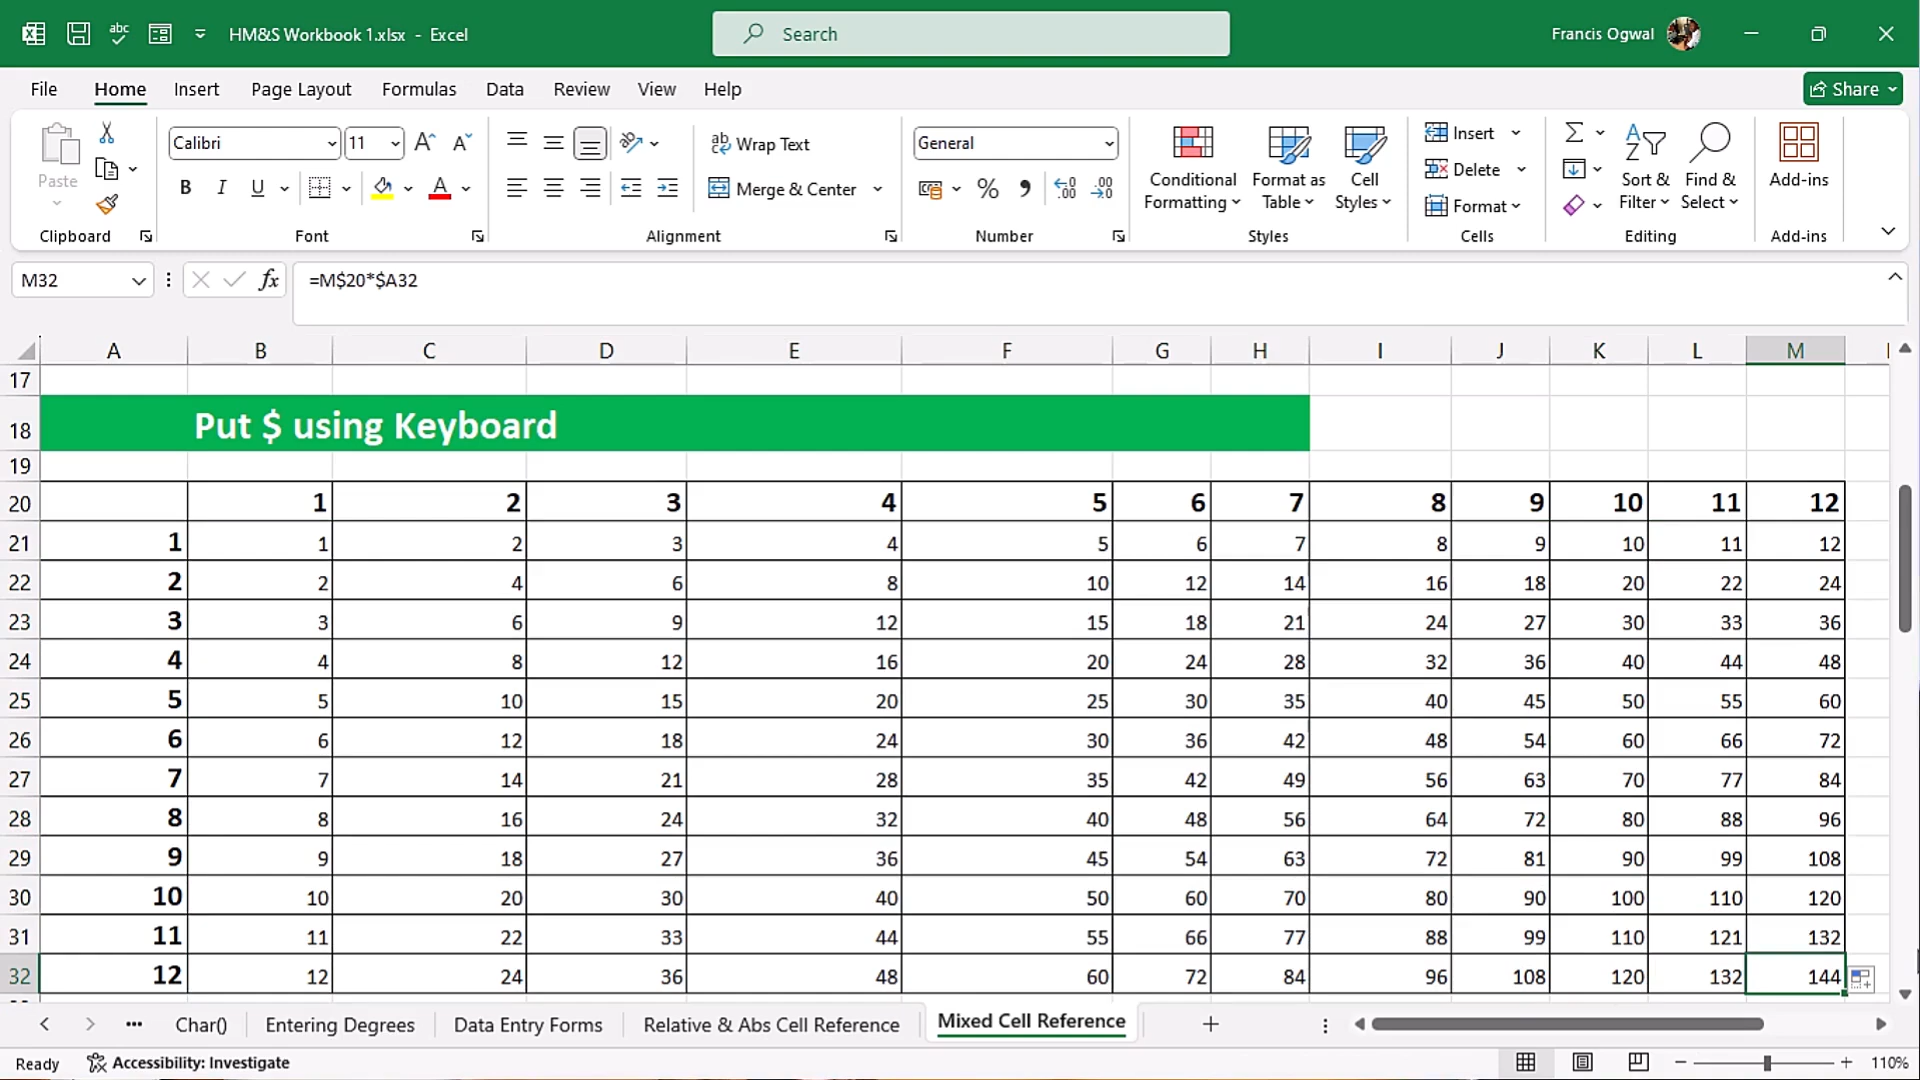 abc
HM&S Workbook 1.xlsx - Excel
Search
Francis Ogwal
File Home Insert Page Layout Formulas Data Review View Help
Share
Paste
Clipboard
Calibri 11 A A
B I U A
Font
ab Wrap Text
Merge & Center
Alignment
General
% 9 .00 .00
Number
Conditional Formatting
Format as Table
Cell Styles
Styles
Insert
Delete
Format
Cells
Σ
Sort & Filter
Find & Select
Editing
Add-ins
Add-ins
M32 fx =M$20*$A32
A B C D E F G H I J K L M
17
18 Put $ using Keyboard
19
20 1 2 3 4 5 6 7 8 9 10 11 12
21 1 1 2 3 4 5 6 7 8 9 10 11 12
22 2 2 4 6 8 10 12 14 16 18 20 22 24
23 3 3 6 9 12 15 18 21 24 27 30 33 36
24 4 4 8 12 16 20 24 28 32 36 40 44 48
25 5 5 10 15 20 25 30 35 40 45 50 55 60
26 6 6 12 18 24 30 36 42 48 54 60 66 72
27 7 7 14 21 28 35 42 49 56 63 70 77 84
28 8 8 16 24 32 40 48 56 64 72 80 88 96
29 9 9 18 27 36 45 54 63 72 81 90 99 108
30 10 10 20 30 40 50 60 70 80 90 100 110 120
31 11 11 22 33 44 55 66 77 88 99 110 121 132
32 12 12 24 36 48 60 72 84 96 108 120 132 144
... Char() Entering Degrees Data Entry Forms Relative & Abs Cell Reference Mixed Cell Reference +
Ready Accessibility: Investigate 110%